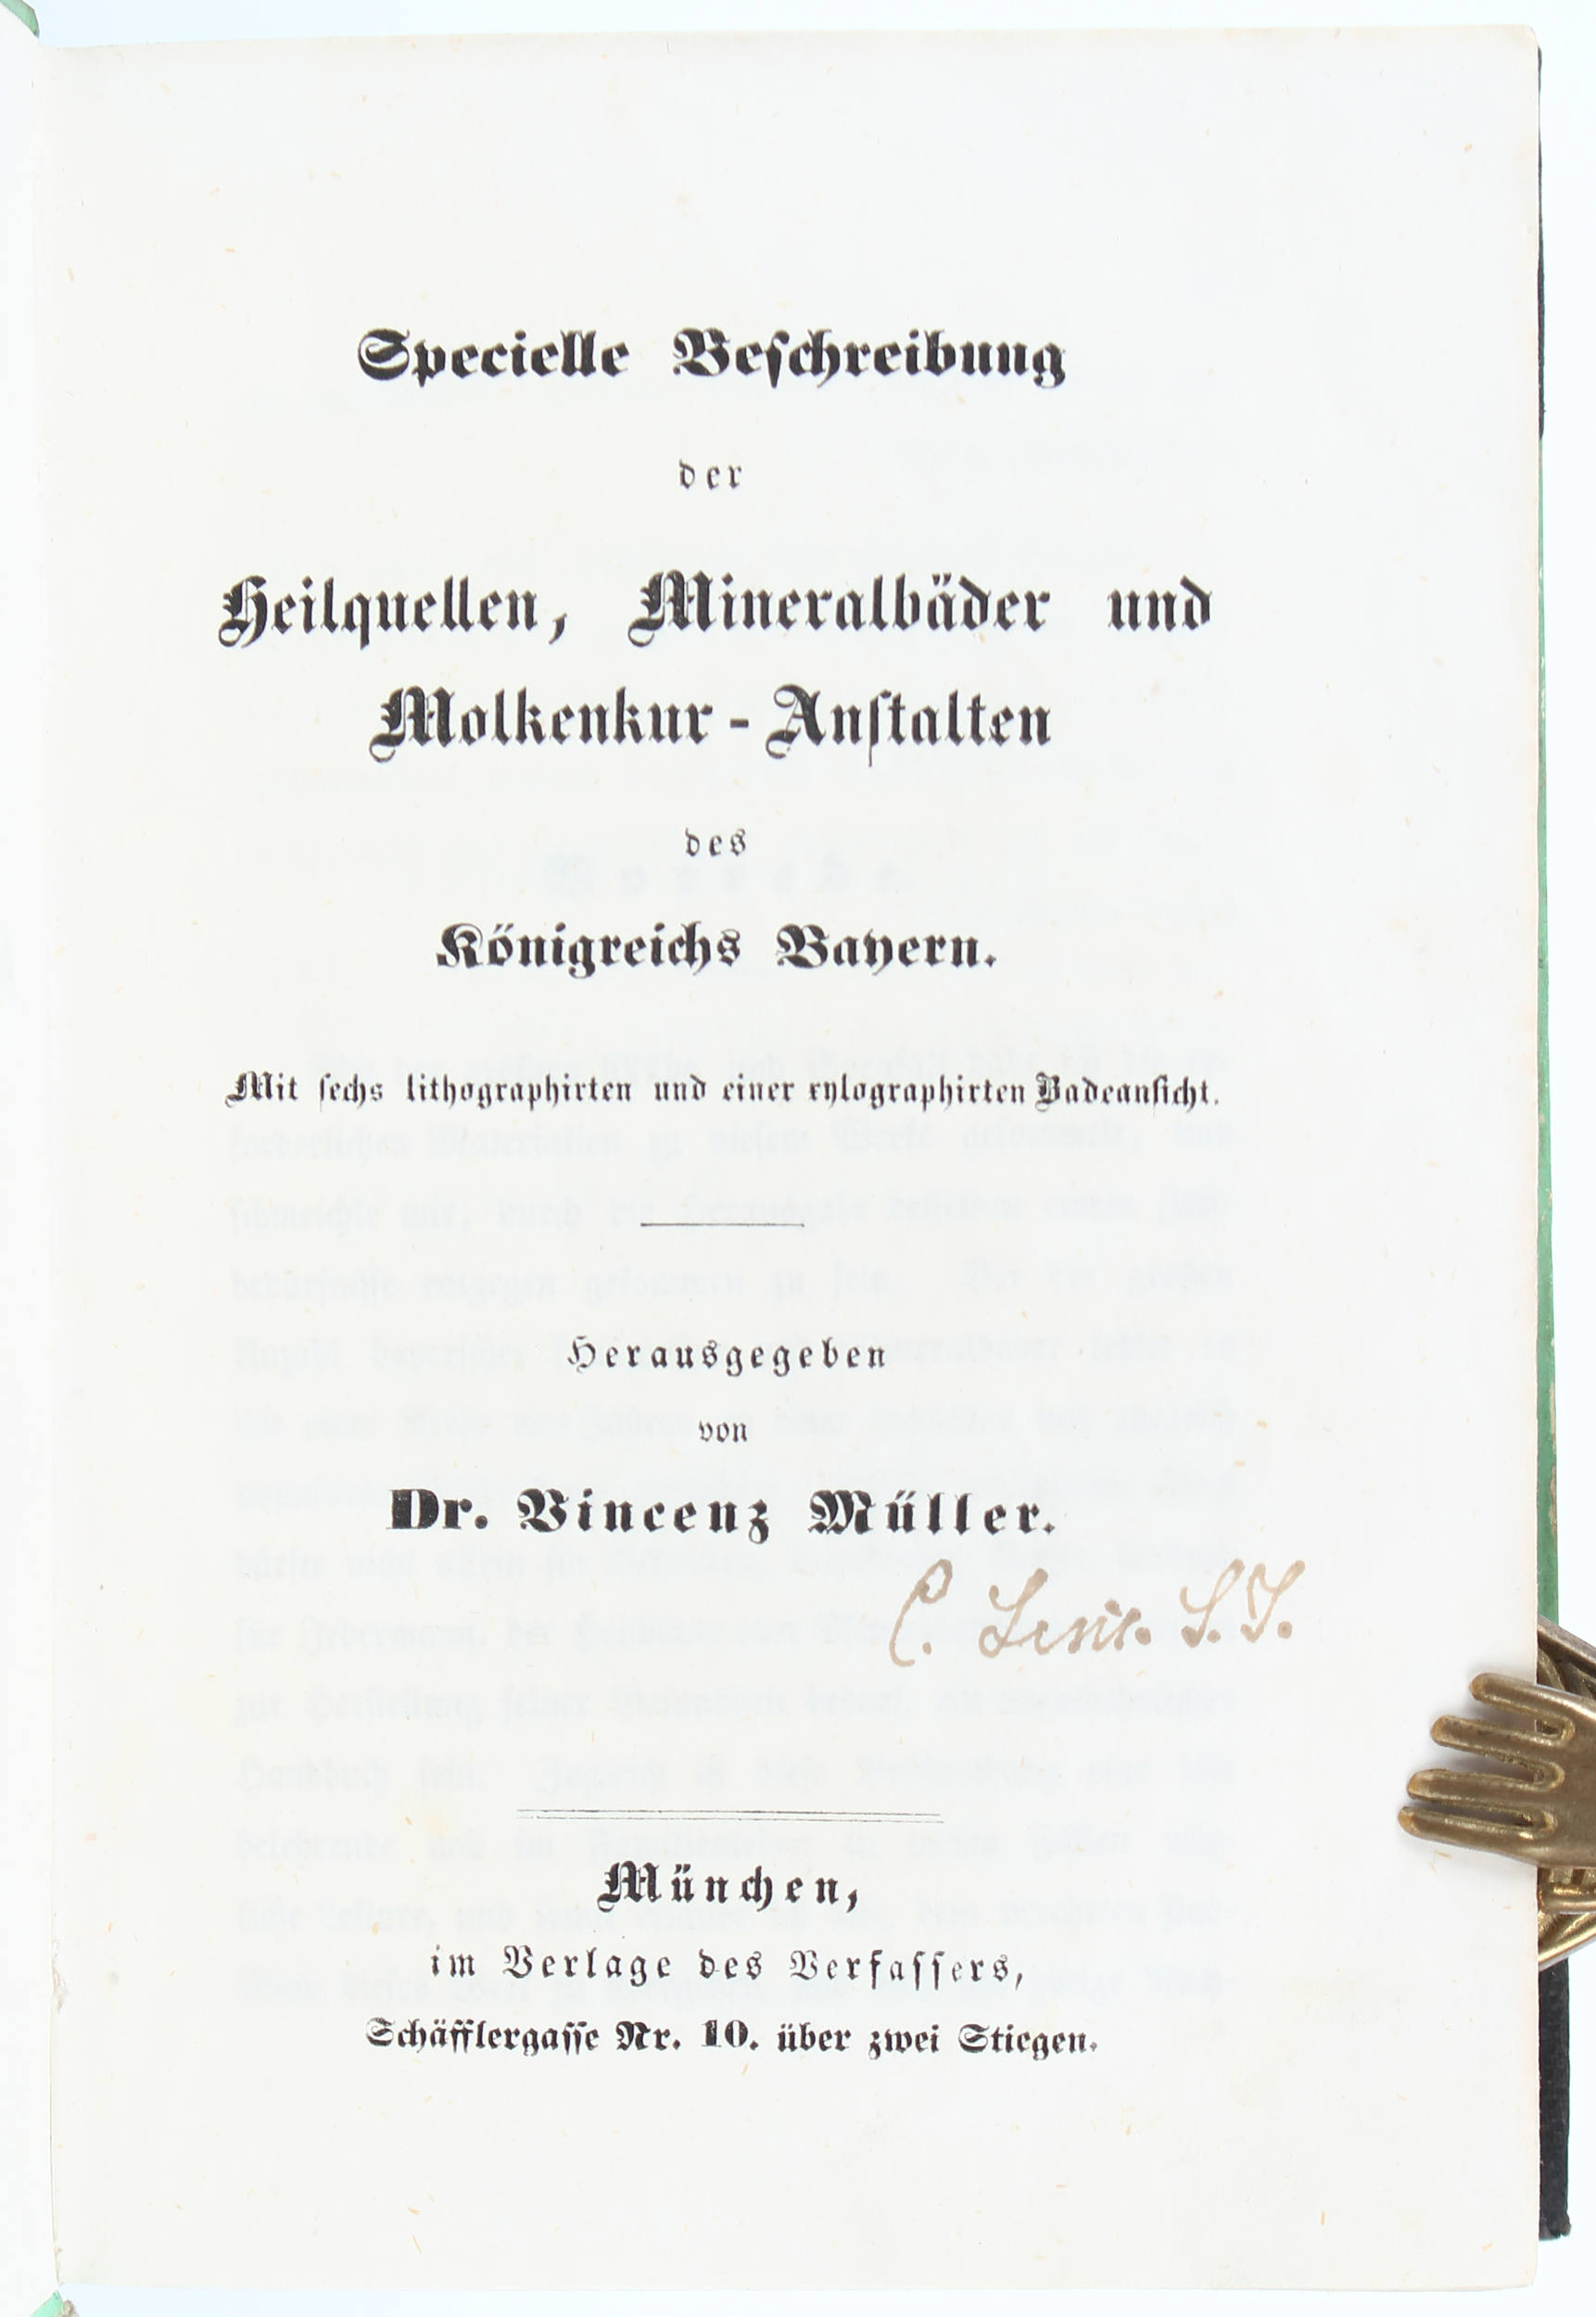 Specielle Beschreibung
der
Heilquellen, Mineralbäder und
Molkenkur-Anstalten
des
Königreichs Bayern.
Mit sechs lithographirten und einer xylographirten Badeansicht.
Herausgegeben
von
Dr. Vincenz Müller.
C. S.J.
München,
im Verlage des Verfassers,
Schäfflergasse Nr. 10. über zwei Stiegen.